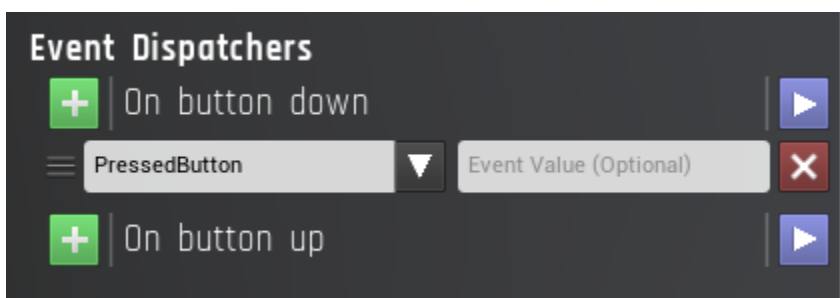 Event Dispatchers
On button down
PressedButton Event Value (Optional)
On button up